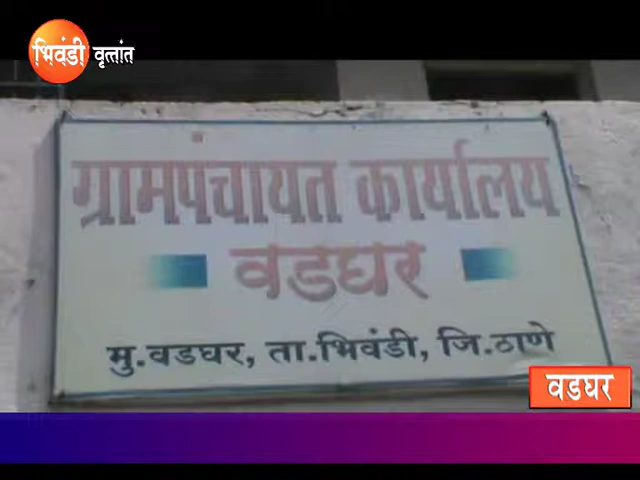 भिवंडी वृत्तांत
ग्रामपंचायत कार्यालय
वडघर
मु.वडघर, ता.भिवंडी, जि.ठाणे
वडघर